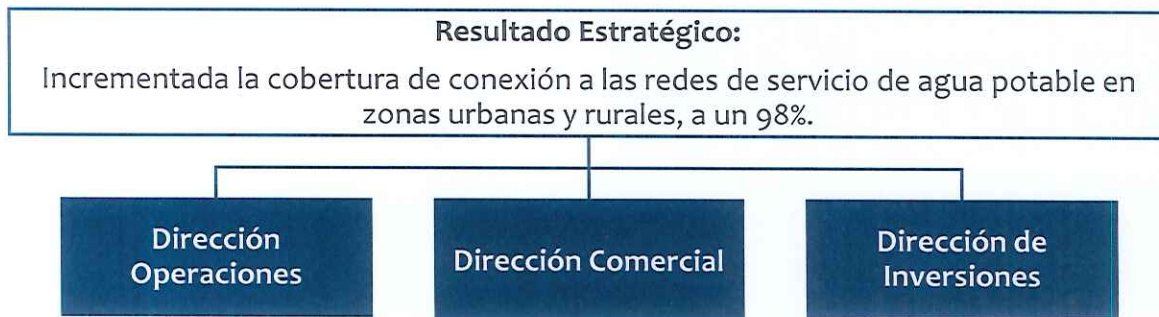 Resultado Estratégico:
Incrementada la cobertura de conexión a las redes de servicio de agua potable en
zonas urbanas y rurales, a un 98%.
Dirección
Operaciones
Dirección Comercial
Dirección de
Inversiones